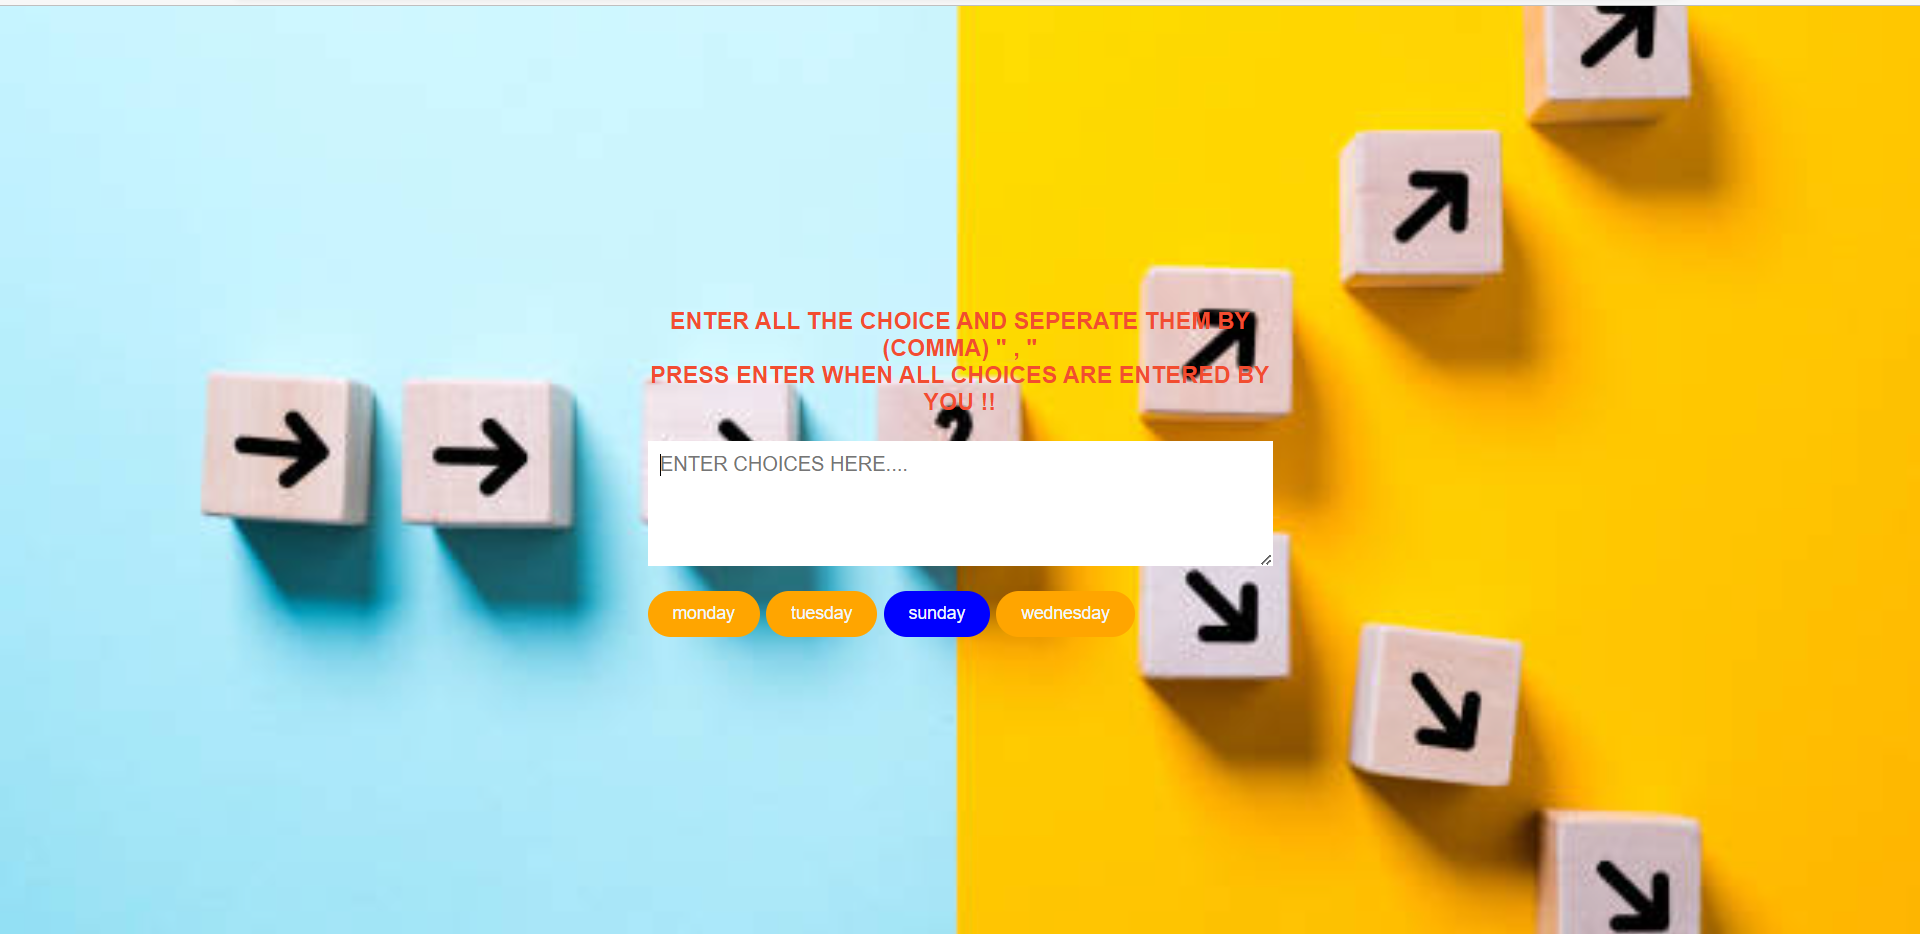 ENTER ALL THE CHOICE AND SEPERATE THEM BY
(COMMA) " , "
PRESS ENTER WHEN ALL CHOICES ARE ENTERED BY
YOU !!
?
ENTER CHOICES HERE....
monday tuesday sunday wednesday